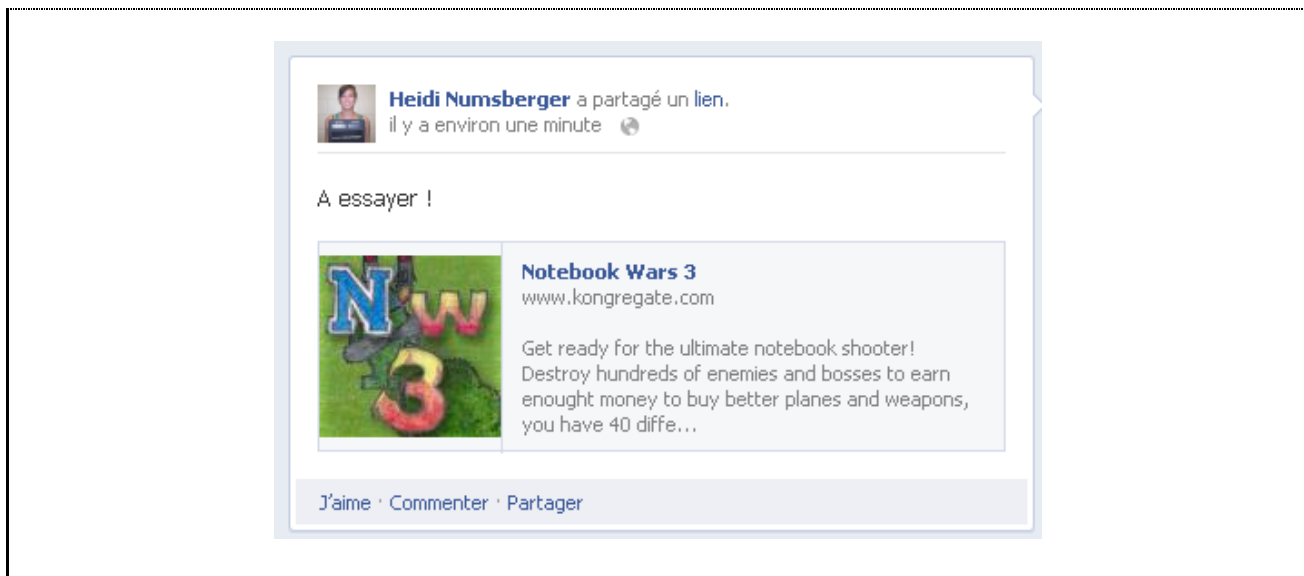 Heidi Numsberger a partagé un lien.
il y a environ une minute
A essayer !
NW
3
Notebook Wars 3
www.kongregate.com
Get ready for the ultimate notebook shooter!
Destroy hundreds of enemies and bosses to earn
enought money to buy better planes and weapons,
you have 40 diffe...
J'aime · Commenter · Partager